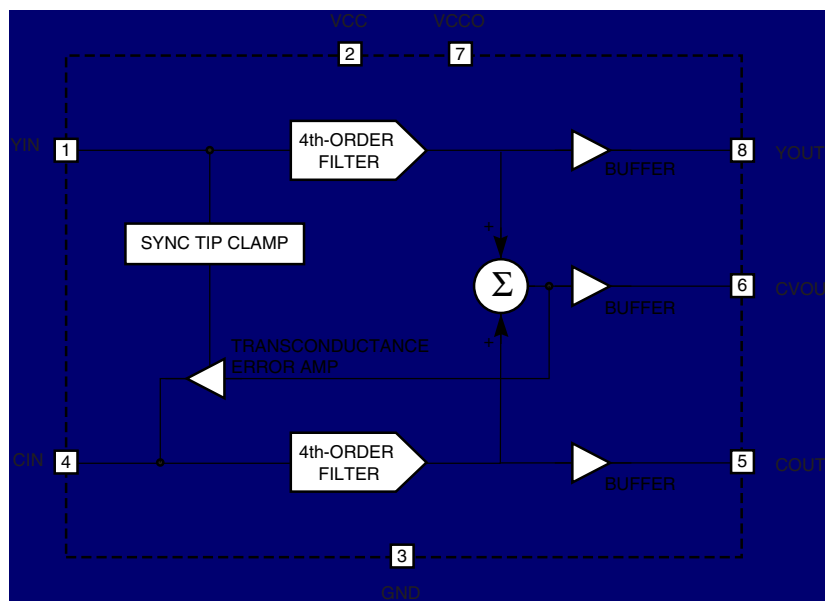 VCC
VCCO
2
7
YIN
1
4th-ORDER
FILTER
BUFFER
8
YOUT
SYNC TIP CLAMP
+
Σ
BUFFER
6
CVOU
+
TRANSCONDUCTANCE
ERROR AMP
CIN
4
4th-ORDER
FILTER
BUFFER
5
COUT
3
GND